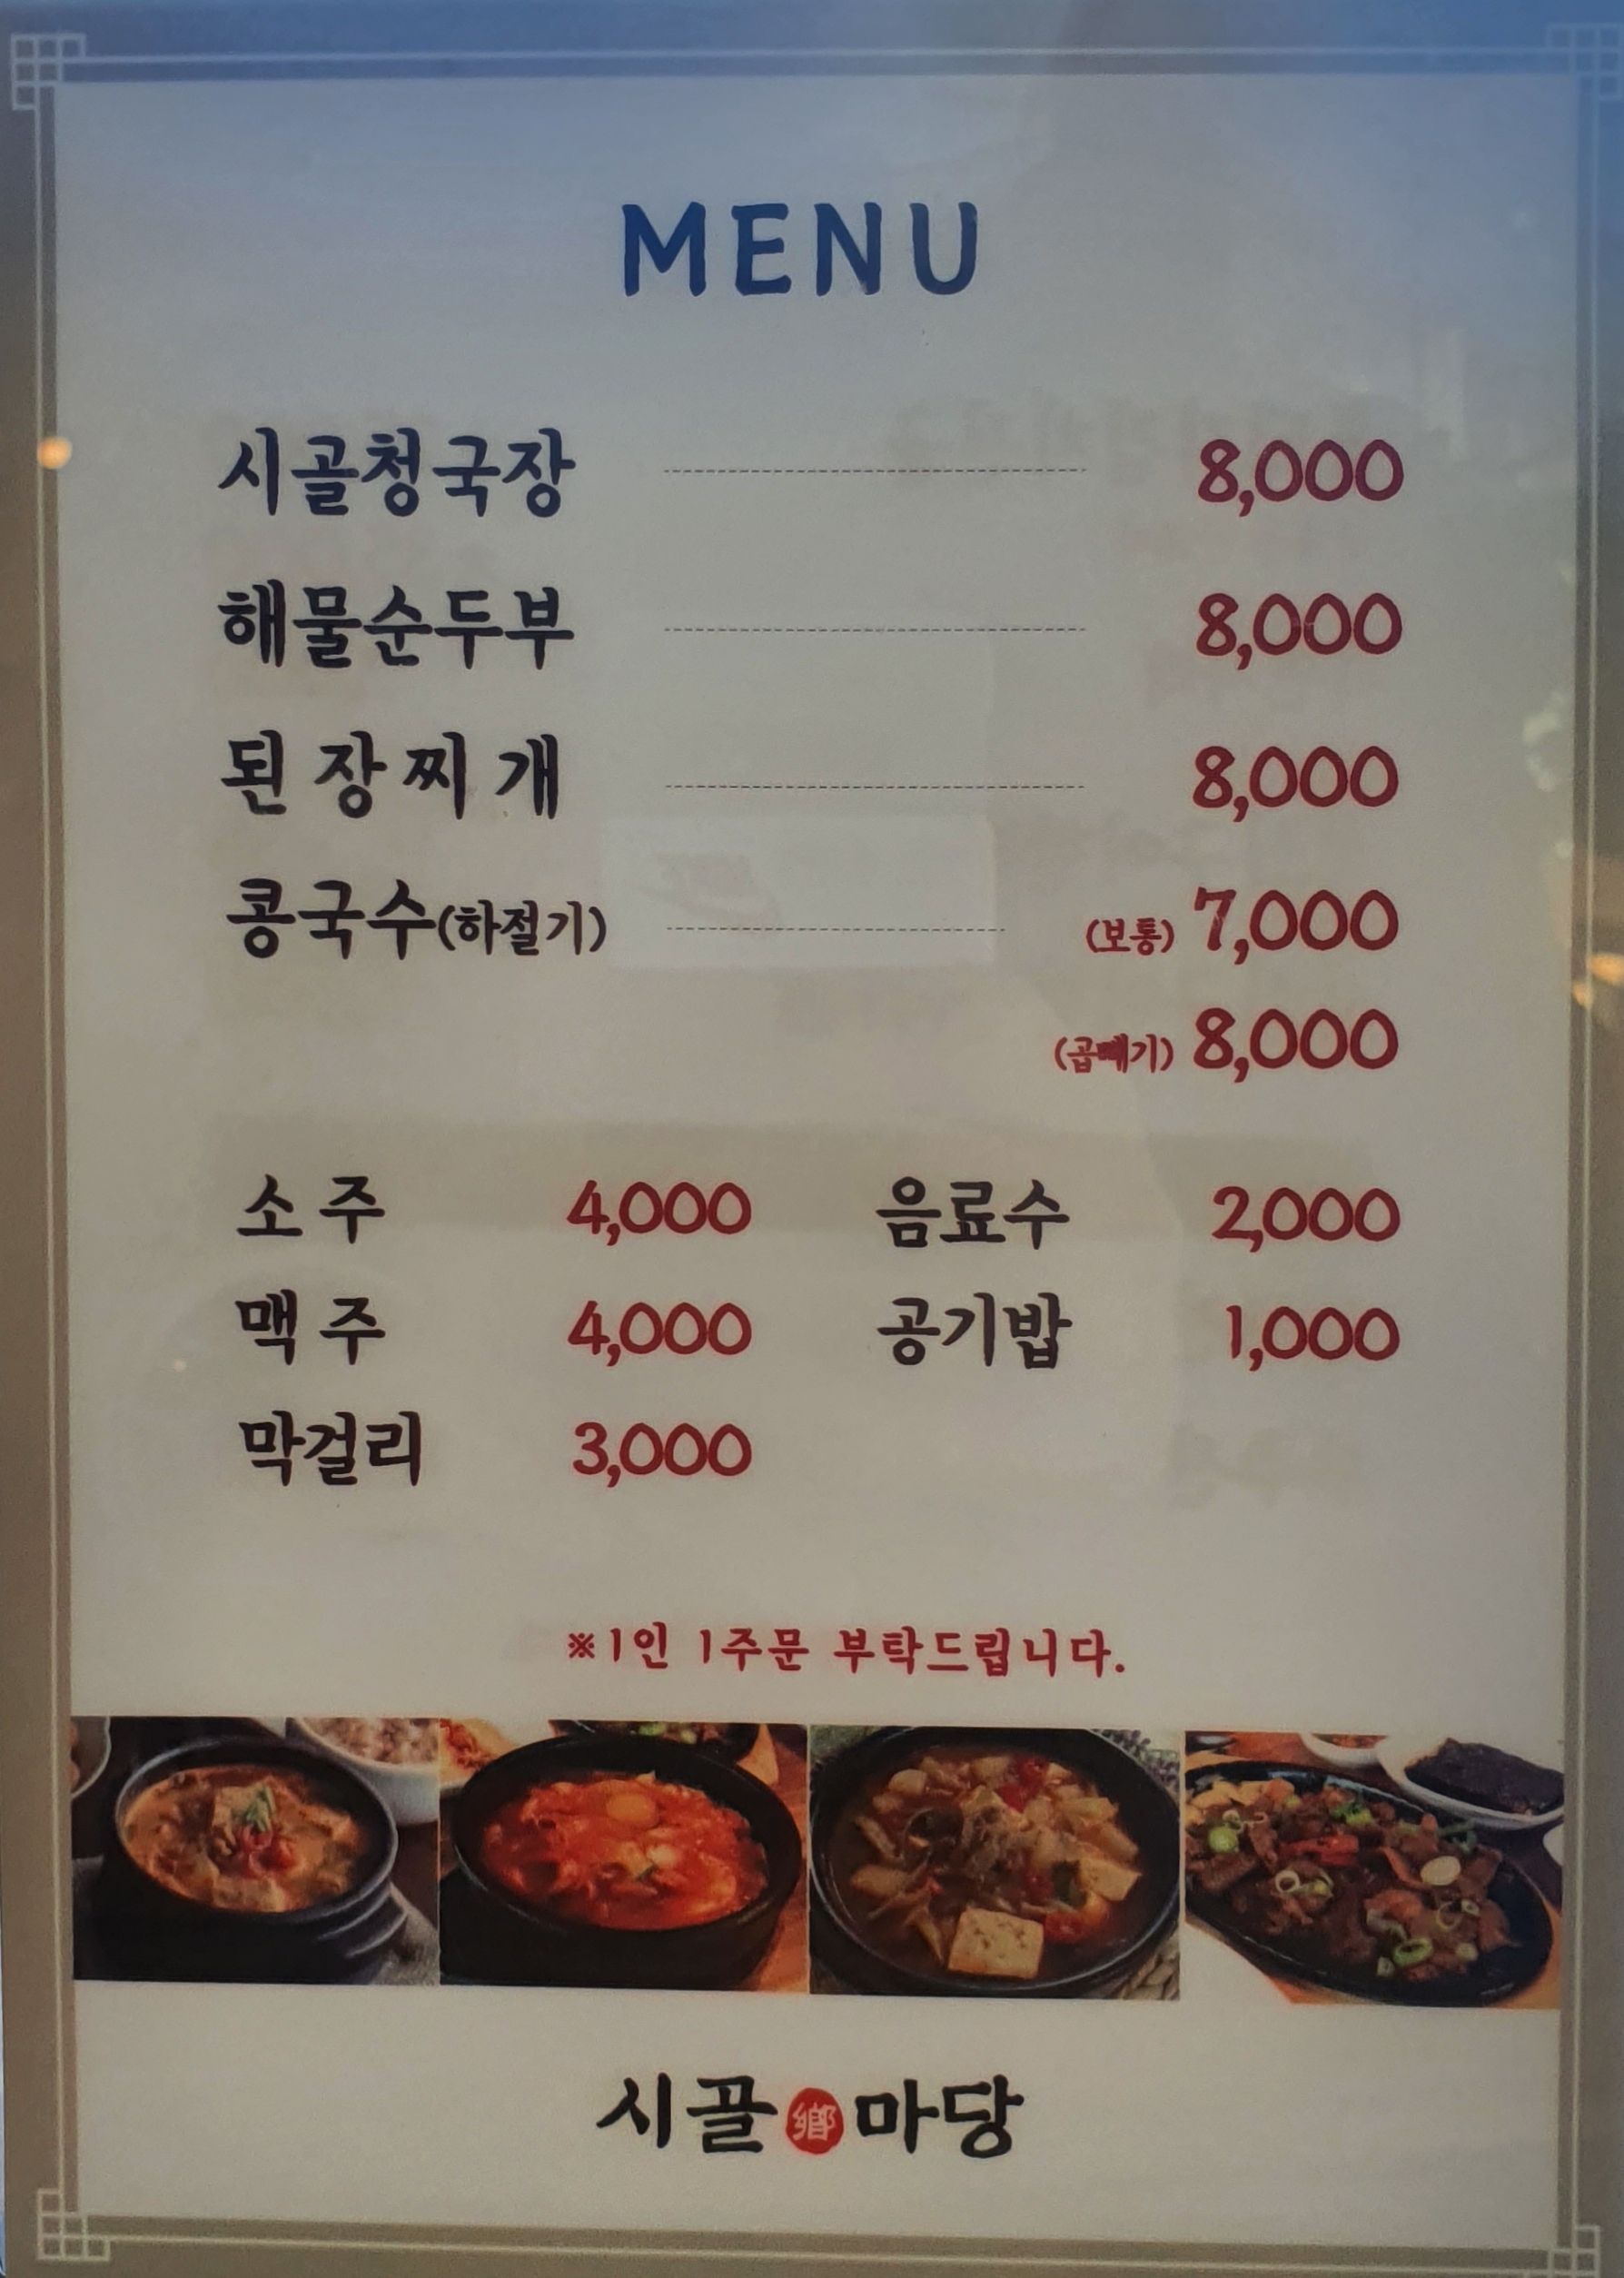 MENU
시골청국장 8,000
해물순두부 8,000
된장찌개 8,000
콩국수(하절기) (보통) 7,000
(곱빼기) 8,000
소주 4,000 음료수 2,000
맥주 4,000 공기밥 1,000
막걸리 3,000
※1인 1주문 부탁드립니다.
시골 鄕 마당